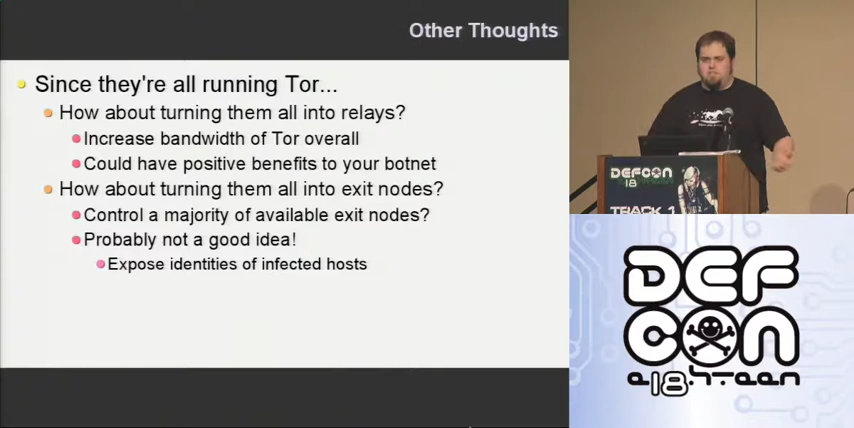 Other Thoughts
Since they're all running Tor...
How about turning them all into relays?
Increase bandwidth of Tor overall
Could have positive benefits to your botnet
How about turning them all into exit nodes?
Control a majority of available exit nodes?
Probably not a good idea!
Expose identities of infected hosts
DEFCON
18
TRACK 1
DEF
CON